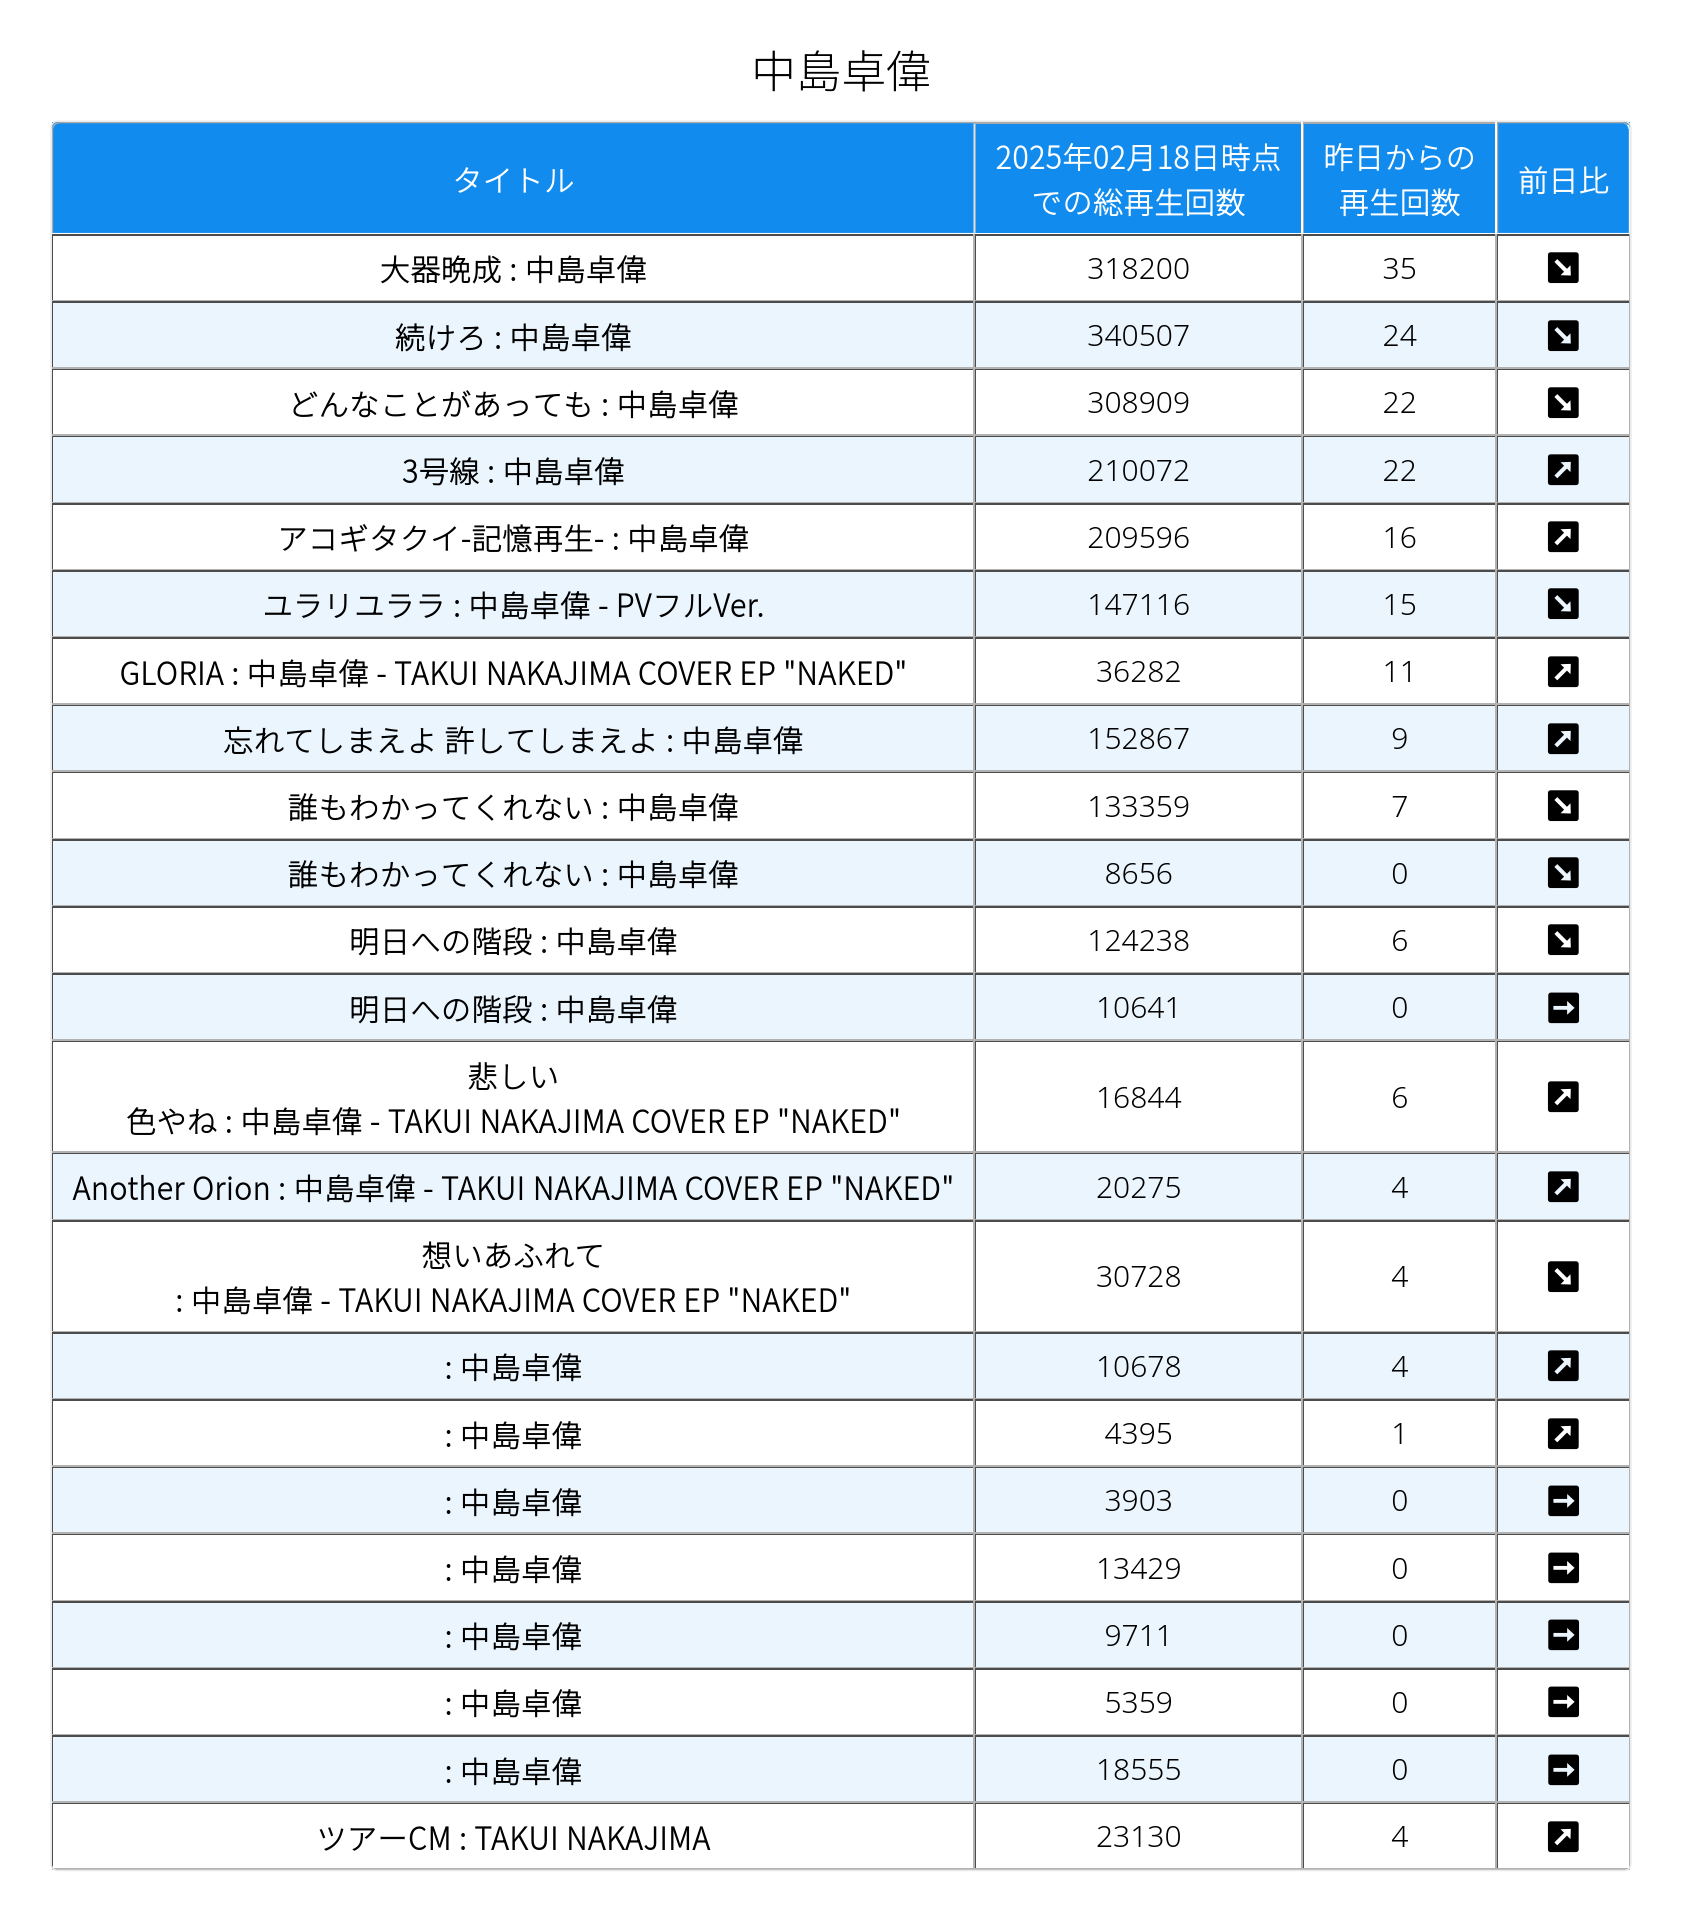 中島卓偉
タイトル
2025年02月18日時点
での総再生回数
昨日からの
再生回数
前日比
大器晩成 : 中島卓偉 318200 35
続けろ : 中島卓偉 340507 24
どんなことがあっても : 中島卓偉 308909 22
3号線 : 中島卓偉 210072 22
アコギタクイ-記憶再生- : 中島卓偉 209596 16
ユラリユララ : 中島卓偉 - PVフルVer. 147116 15
GLORIA : 中島卓偉 - TAKUI NAKAJIMA COVER EP "NAKED" 36282 11
忘れてしまえよ 許してしまえよ : 中島卓偉 152867 9
誰もわかってくれない : 中島卓偉 133359 7
誰もわかってくれない : 中島卓偉 8656 0
明日への階段 : 中島卓偉 124238 6
明日への階段 : 中島卓偉 10641 0
悲しい
色やね : 中島卓偉 - TAKUI NAKAJIMA COVER EP "NAKED" 16844 6
Another Orion : 中島卓偉 - TAKUI NAKAJIMA COVER EP "NAKED" 20275 4
想いあふれて
: 中島卓偉 - TAKUI NAKAJIMA COVER EP "NAKED" 30728 4
: 中島卓偉 10678 4
: 中島卓偉 4395 1
: 中島卓偉 3903 0
: 中島卓偉 13429 0
: 中島卓偉 9711 0
: 中島卓偉 5359 0
: 中島卓偉 18555 0
ツアーCM : TAKUI NAKAJIMA 23130 4